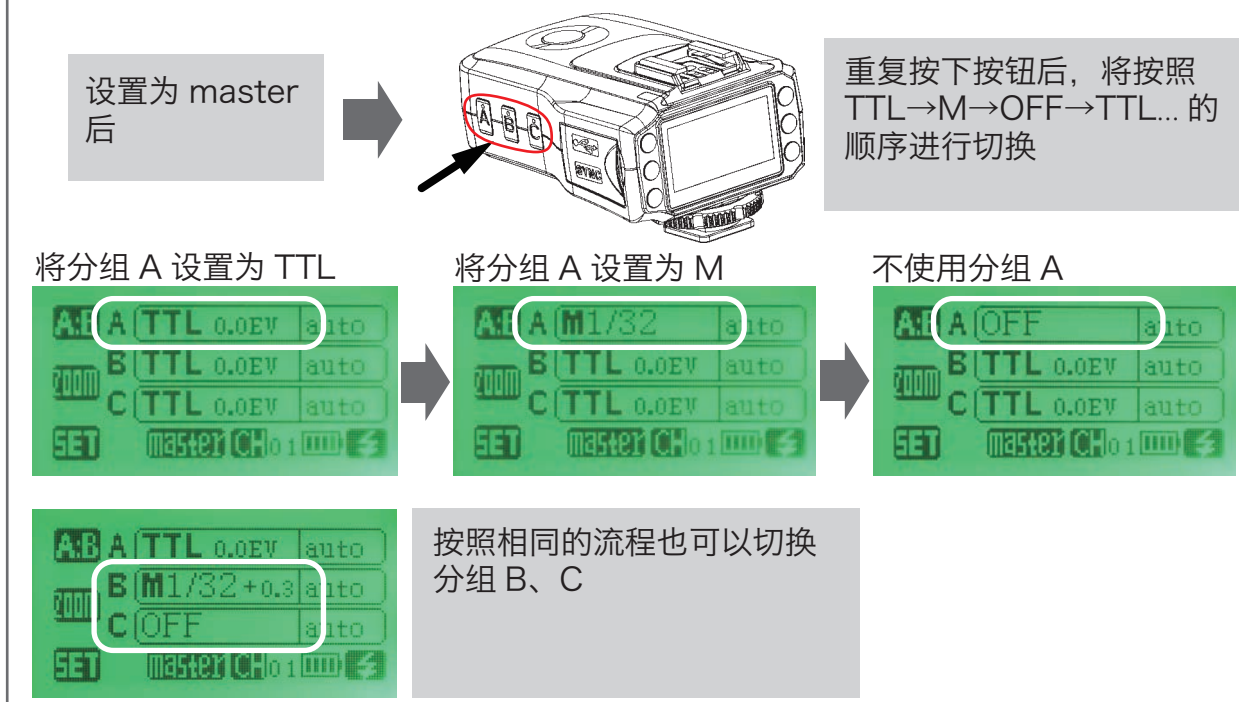 设置为 master
后
A B C
SYNC
重复按下按钮后，将按照
TTL→M→OFF→TTL... 的
顺序进行切换
将分组 A 设置为 TTL
将分组 A 设置为 M
不使用分组 A
A:B A TTL 0.0EV auto
zoom B TTL 0.0EV auto
C TTL 0.0EV auto
SET master CH 01
A:B A M1/32 auto
zoom B TTL 0.0EV auto
C TTL 0.0EV auto
SET master CH 01
A:B A OFF auto
zoom B TTL 0.0EV auto
C TTL 0.0EV auto
SET master CH 01
A:B A TTL 0.0EV auto
zoom B M1/32+0.3 auto
C OFF auto
SET master CH 01
按照相同的流程也可以切换
分组 B、C